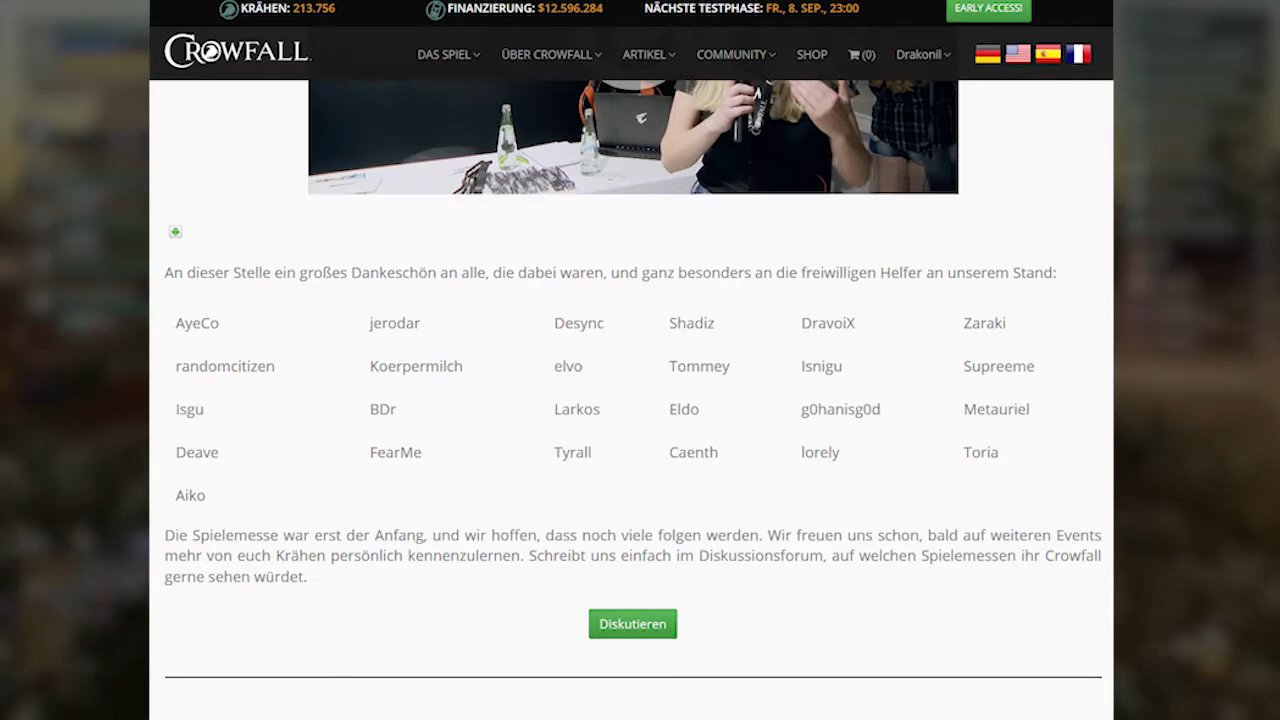 KRÄHEN: 213.756 FINANZIERUNG: $12.596.284 NÄCHSTE TESTPHASE: FR., 8. SEP., 23:00 EARLY ACCESS!
CROWFALL DAS SPIEL ÜBER CROWFALL ARTIKEL COMMUNITY SHOP (0) Drakonil
An dieser Stelle ein großes Dankeschön an alle, die dabei waren, und ganz besonders an die freiwilligen Helfer an unserem Stand:
AyeCo jerodar Desync Shadiz DravoiX Zaraki
randomcitizen Koerpermilch elvo Tommey Isnigu Supreeme
Isgu BDr Larkos Eldo g0hanisg0d Metauriel
Deave FearMe Tyrall Caenth lorely Toria
Aiko
Die Spielemesse war erst der Anfang, und wir hoffen, dass noch viele folgen werden. Wir freuen uns schon, bald auf weiteren Events
mehr von euch Krähen persönlich kennenzulernen. Schreibt uns einfach im Diskussionsforum, auf welchen Spielemessen ihr Crowfall
gerne sehen würdet.
Diskutieren